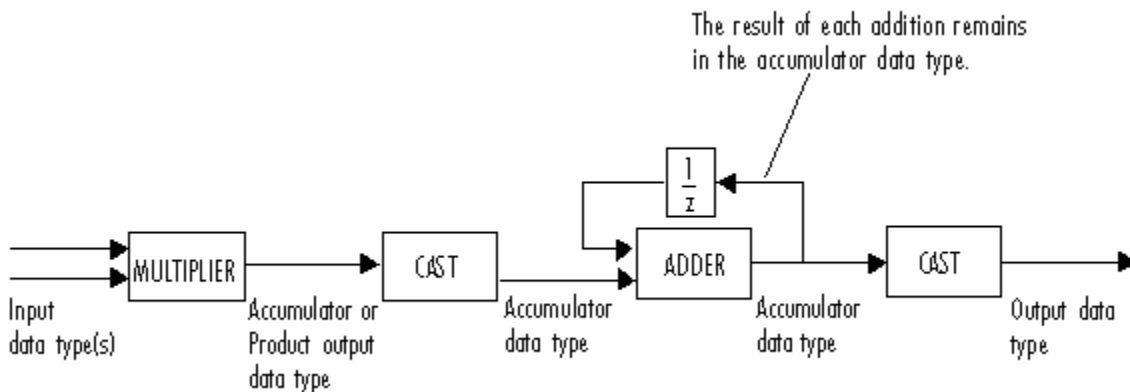 The result of each addition remains
in the accumulator data type.
1
z
MULTIPLIER
CAST
ADDER
CAST
Input
data type(s)
Accumulator or
Product output
data type
Accumulator
data type
Accumulator
data type
Output data
type